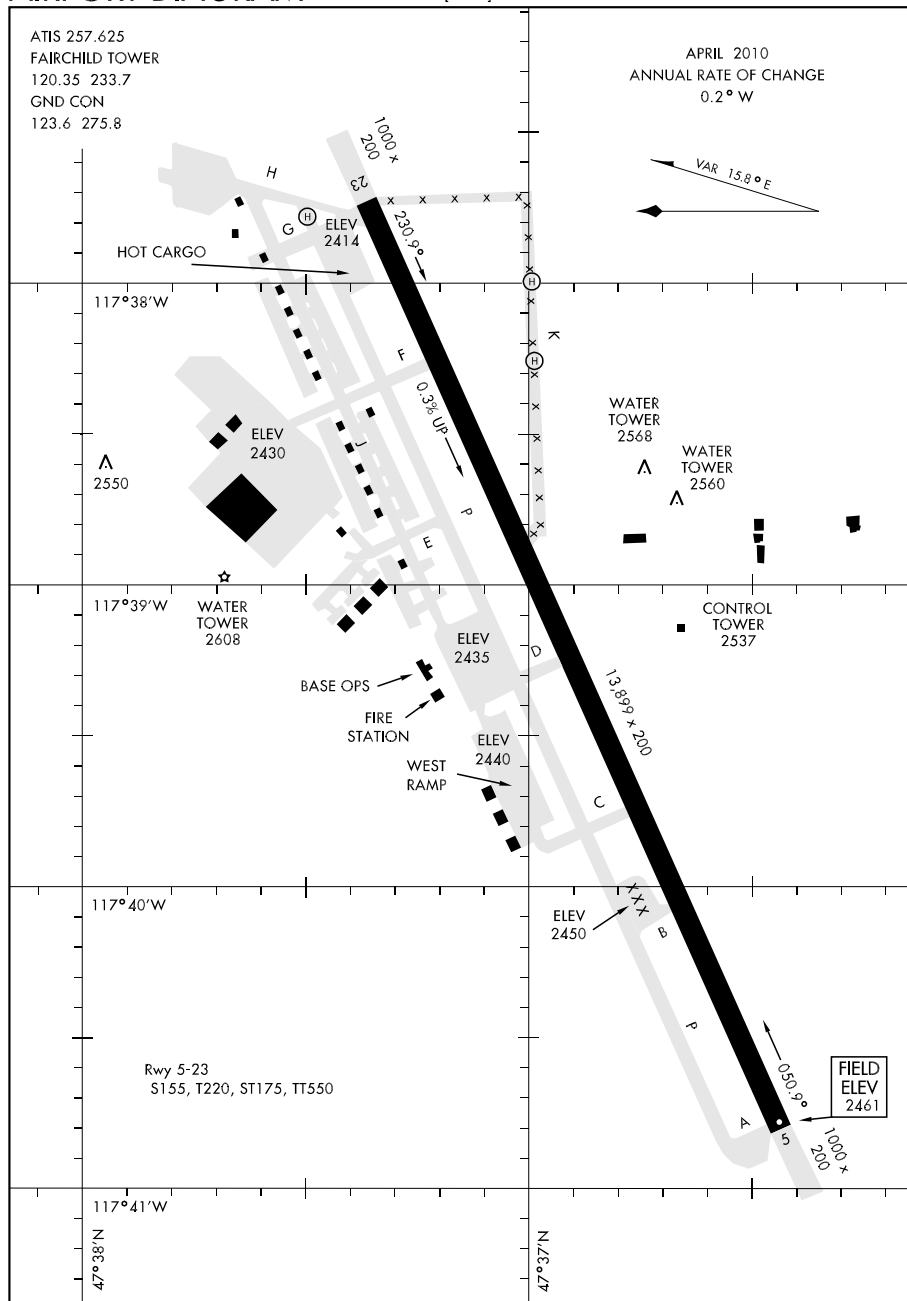 ATIS 257.625
FAIRCHILD TOWER
120.35 233.7
GND CON
123.6 275.8
APRIL 2010
ANNUAL RATE OF CHANGE
0.2° W
VAR 15.8° E
1000 x
200
23
H
H
G
ELEV
2414
230.9°
HOT CARGO
117°38'W
H
K
H
F
0.3% UP
J
ELEV
2430
2550
WATER
TOWER
2568
WATER
TOWER
2560
P
E
117°39'W
WATER
TOWER
2608
CONTROL
TOWER
2537
ELEV
2435
D
BASE OPS
FIRE
STATION
13,899 x 200
ELEV
2440
WEST
RAMP
C
117°40'W
X X X
ELEV
2450
B
P
Rwy 5-23
S155, T220, ST175, TT550
050.9°
FIELD
ELEV
2461
A
5
1000 x
200
117°41'W
47°38'N
47°37'N